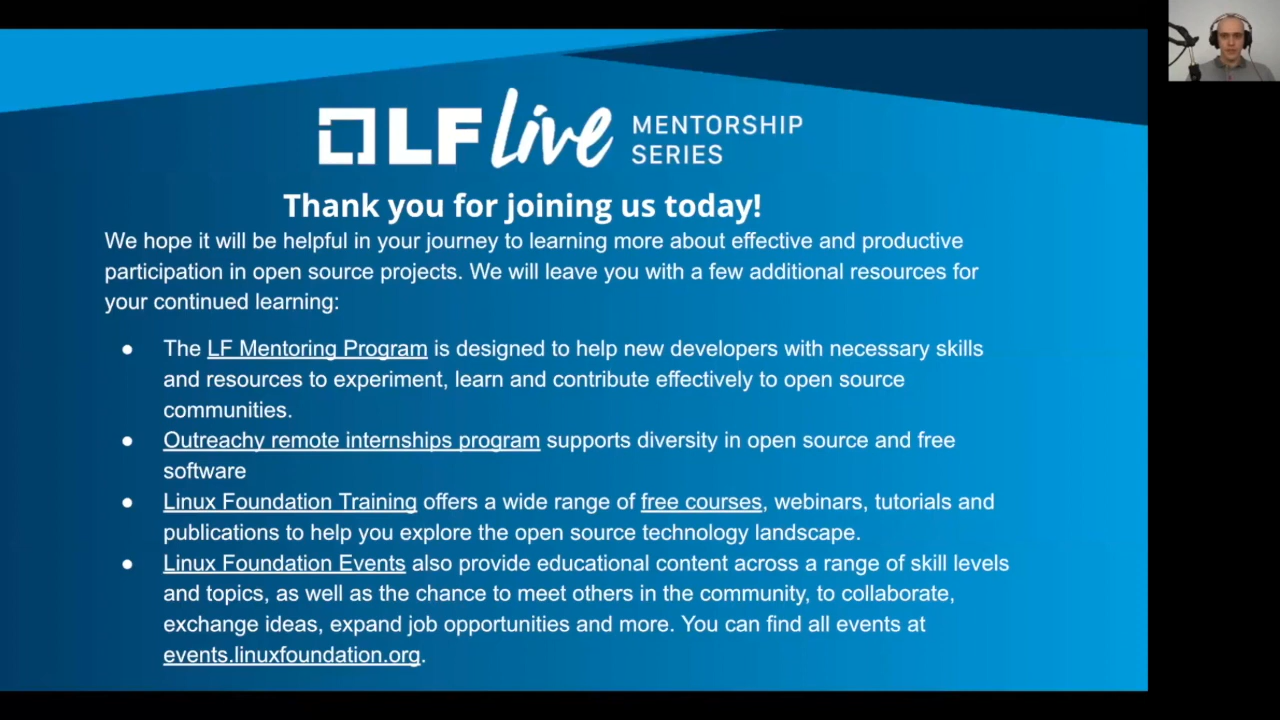 LF live MENTORSHIP
SERIES
Thank you for joining us today!
We hope it will be helpful in your journey to learning more about effective and productive
participation in open source projects. We will leave you with a few additional resources for
your continued learning:
● The LF Mentoring Program is designed to help new developers with necessary skills
and resources to experiment, learn and contribute effectively to open source
communities.
● Outreachy remote internships program supports diversity in open source and free
software
● Linux Foundation Training offers a wide range of free courses, webinars, tutorials and
publications to help you explore the open source technology landscape.
● Linux Foundation Events also provide educational content across a range of skill levels
and topics, as well as the chance to meet others in the community, to collaborate,
exchange ideas, expand job opportunities and more. You can find all events at
events.linuxfoundation.org.